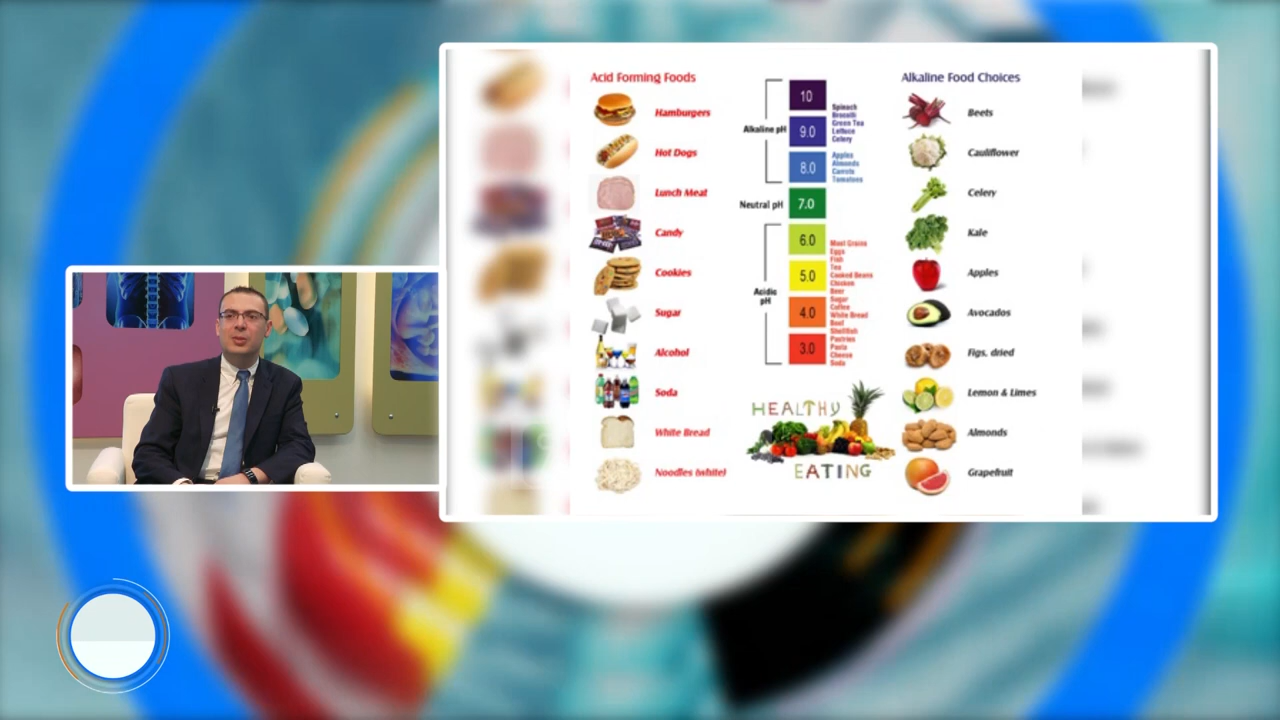 Acid Forming Foods
Hamburgers
Hot Dogs
Lunch Meat
Candy
Cookies
Sugar
Alcohol
Soda
White Bread
Noodles (white)
Alkaline pH
Neutral pH
Acidic
pH
10
9.0
8.0
7.0
6.0
5.0
4.0
3.0
Spinach
Broccoli
Green Tea
Lettuce
Celery
Apples
Almonds
Carrots
Tomatoes
Most Grains
Eggs
Fish
Tea
Cooked Beans
Chicken
Beer
Sugar
Coffee
White Bread
Beef
Shellfish
Pastries
Pasta
Cheese
Soda
HEALTHY
EATING
Alkaline Food Choices
Beets
Cauliflower
Celery
Kale
Apples
Avocados
Figs, dried
Lemon & Limes
Almonds
Grapefruit